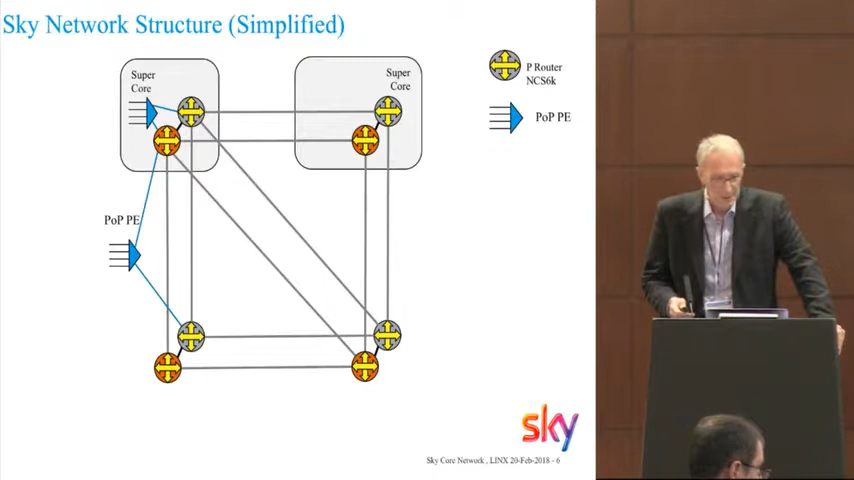 Sky Network Structure (Simplified)
Super
Core
Super
Core
P Router
NCS6k
PoP PE
PoP PE
sky
Sky Core Network , LINX 20-Feb-2018 - 6